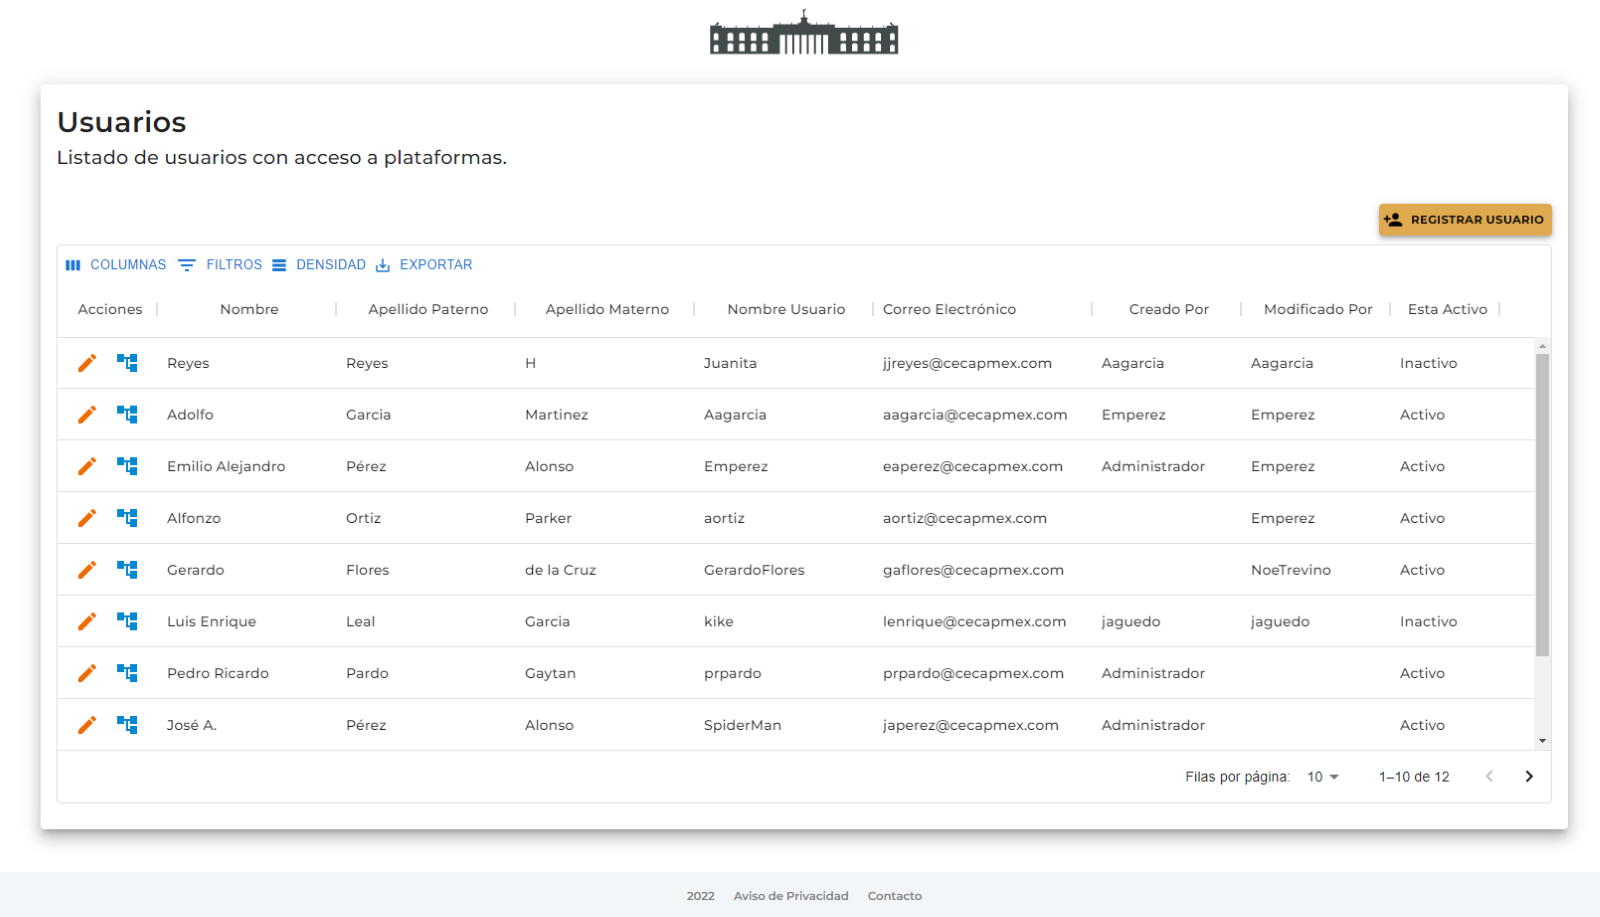 Usuarios
Listado de usuarios con acceso a plataformas.
REGISTRAR USUARIO
COLUMNAS FILTROS DENSIDAD EXPORTAR
Acciones Nombre Apellido Paterno Apellido Materno Nombre Usuario Correo Electrónico Creado Por Modificado Por Esta Activo
Reyes Reyes H Juanita jjreyes@cecapmex.com Aagarcia Aagarcia Inactivo
Adolfo Garcia Martinez Aagarcia aagarcia@cecapmex.com Emperez Emperez Activo
Emilio Alejandro Pérez Alonso Emperez eaperez@cecapmex.com Administrador Emperez Activo
Alfonzo Ortiz Parker aortiz aortiz@cecapmex.com Emperez Activo
Gerardo Flores de la Cruz GerardoFlores gaflores@cecapmex.com NoeTrevino Activo
Luis Enrique Leal Garcia kike lenrique@cecapmex.com jaguedo jaguedo Inactivo
Pedro Ricardo Pardo Gaytan prpardo prpardo@cecapmex.com Administrador Activo
José A. Pérez Alonso SpiderMan japerez@cecapmex.com Administrador Activo
Filas por página: 10 1–10 de 12
2022 Aviso de Privacidad Contacto